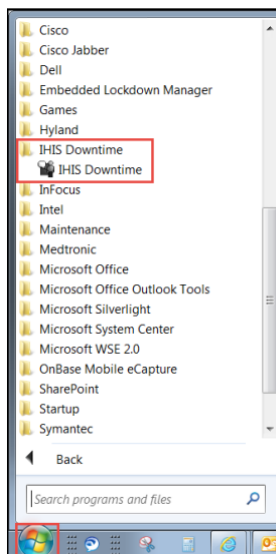 Cisco
Cisco Jabber
Dell
Embedded Lockdown Manager
Games
Hyland
IHIS Downtime
IHIS Downtime
InFocus
Intel
Maintenance
Medtronic
Microsoft Office
Microsoft Office Outlook Tools
Microsoft Silverlight
Microsoft System Center
Microsoft WSE 2.0
OnBase Mobile eCapture
SharePoint
Startup
Symantec
Back
Search programs and files